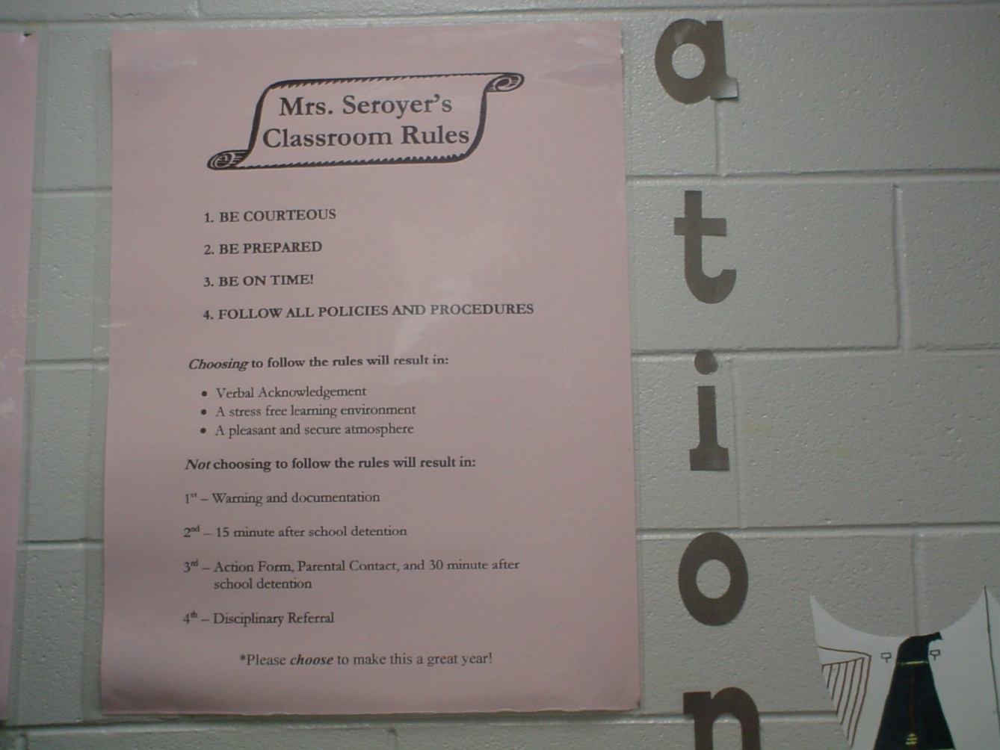 Mrs. Seroyer's
Classroom Rules
1. BE COURTEOUS
2. BE PREPARED
3. BE ON TIME!
4. FOLLOW ALL POLICIES AND PROCEDURES
Choosing to follow the rules will result in:
• Verbal Acknowledgement
• A stress free learning environment
• A pleasant and secure atmosphere
Not choosing to follow the rules will result in:
1st – Warning and documentation
2nd – 15 minute after school detention
3rd – Action Form, Parental Contact, and 30 minute after
school detention
4th – Disciplinary Referral
*Please choose to make this a great year!
a
t
i
o
n